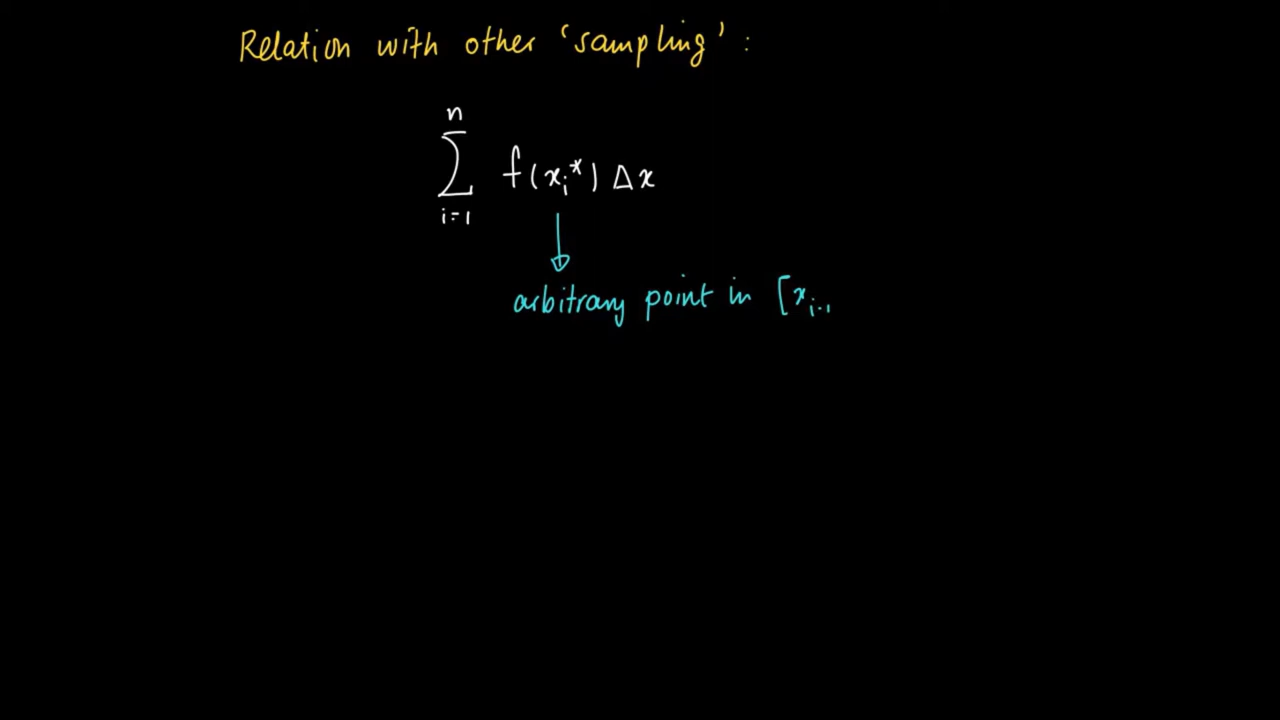 Relation with other 'sampling' :
n
∑ f(xᵢ*) Δx
i=1
arbitrary point in [xᵢ₋₁